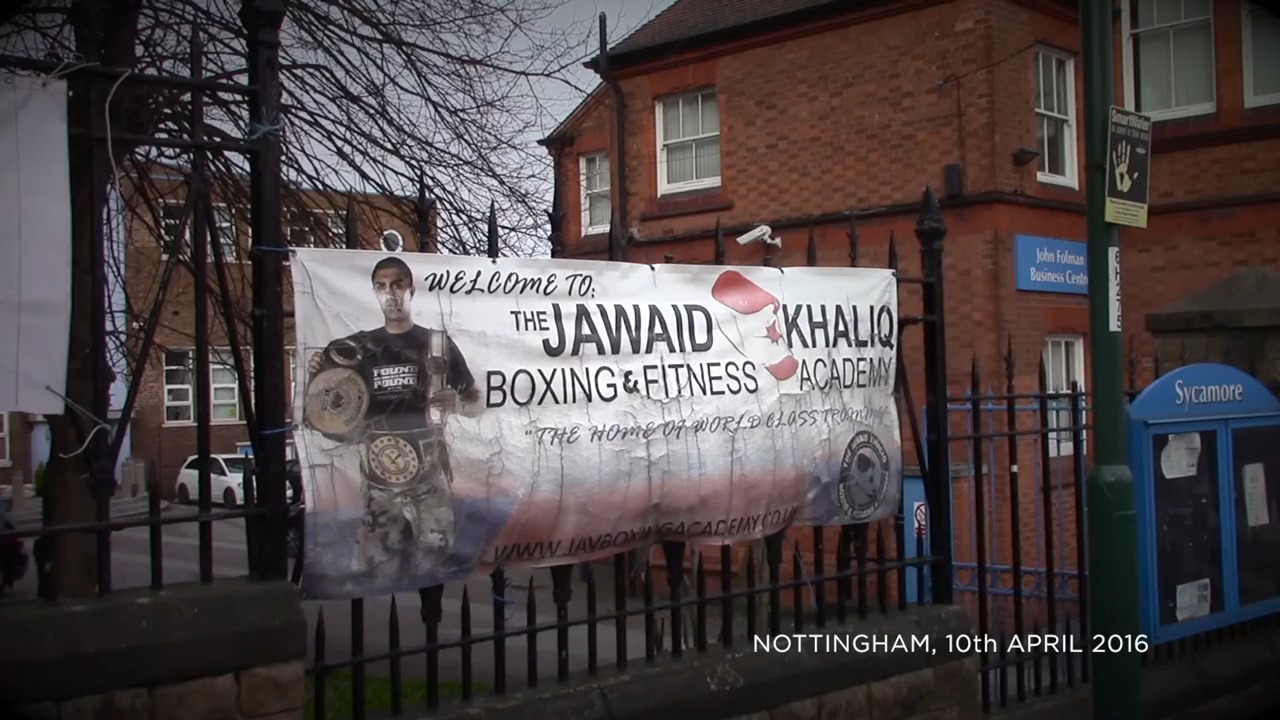 WELCOME TO:
THE JAWAID KHALIQ
BOXING & FITNESS ACADEMY
"THE HOME OF WORLD CLASS TRAINING"
WWW.JAVBOXINGACADEMY.CO.UK
POUND
POUND
SmartWater
John Folman
Business Centre
Sycamore
NOTTINGHAM, 10th APRIL 2016